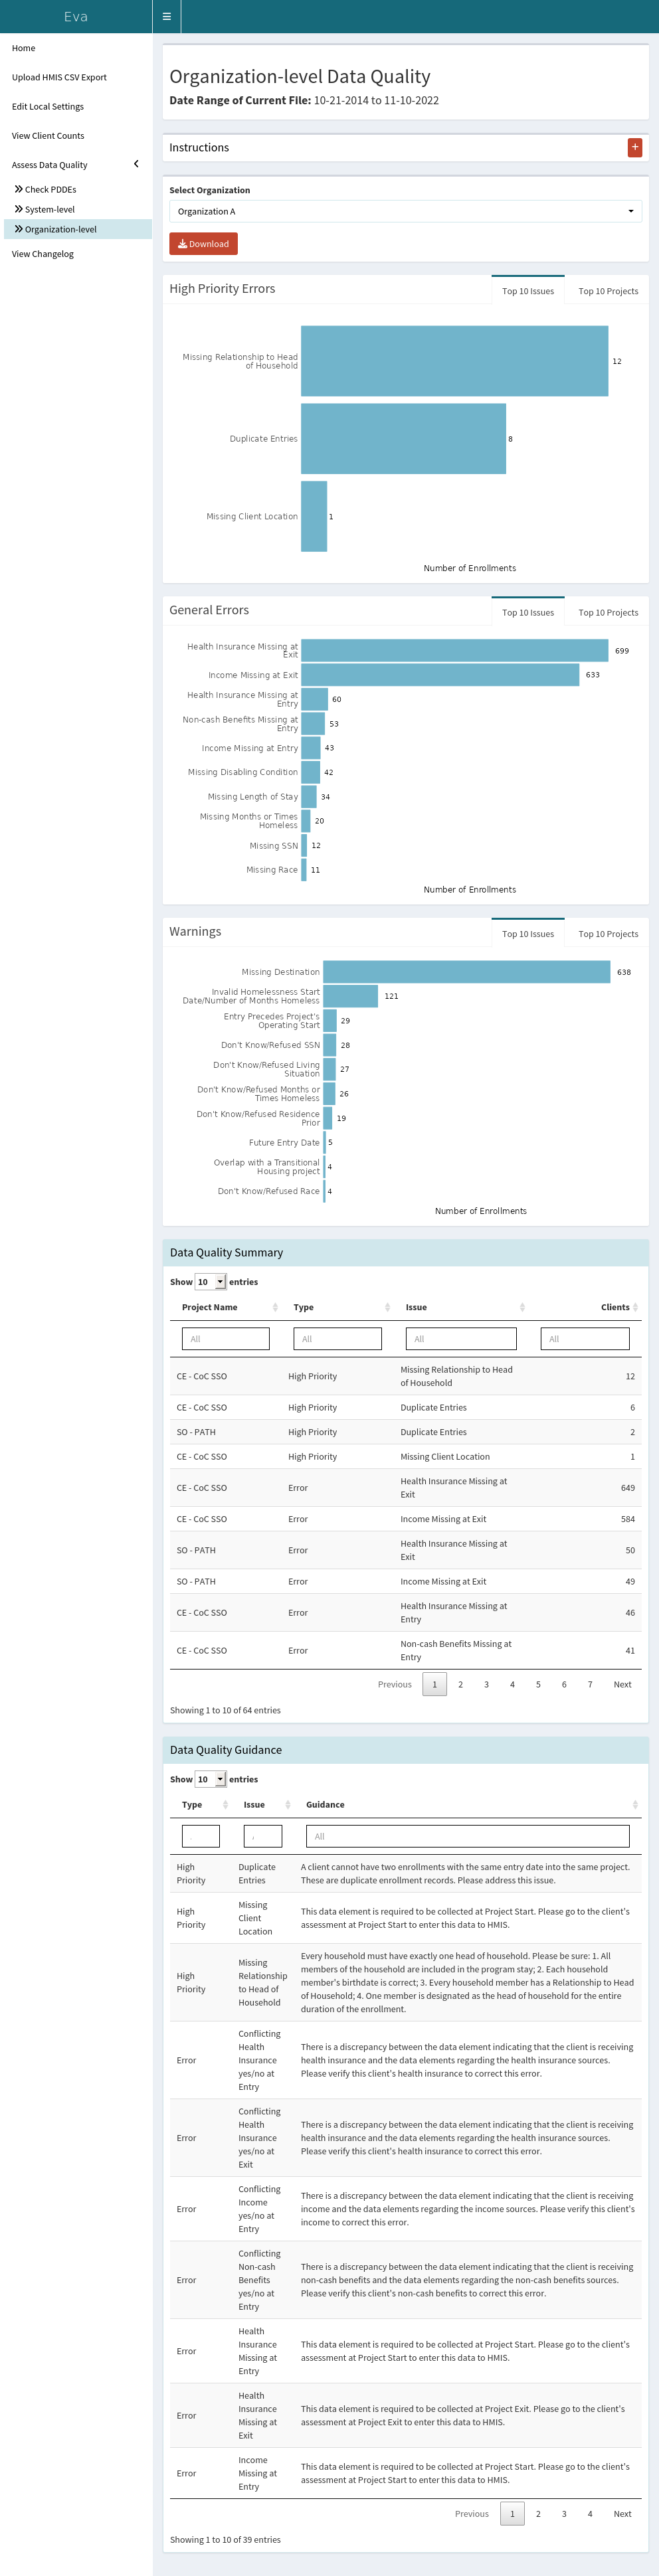 Eva
Home
Upload HMIS CSV Export
Edit Local Settings
View Client Counts
Assess Data Quality
Check PDDEs
System-level
Organization-level
View Changelog
Organization-level Data Quality
Date Range of Current File: 10-21-2014 to 11-10-2022
Instructions
+
Select Organization
Organization A
Download
High Priority Errors
Top 10 Issues
Top 10 Projects
Missing Relationship to Head
of Household
12
Duplicate Entries
8
Missing Client Location
1
Number of Enrollments
General Errors
Top 10 Issues
Top 10 Projects
Health Insurance Missing at
Exit
699
Income Missing at Exit
633
Health Insurance Missing at
Entry
60
Non-cash Benefits Missing at
Entry
53
Income Missing at Entry
43
Missing Disabling Condition
42
Missing Length of Stay
34
Missing Months or Times
Homeless
20
Missing SSN
12
Missing Race
11
Number of Enrollments
Warnings
Top 10 Issues
Top 10 Projects
Missing Destination
638
Invalid Homelessness Start
Date/Number of Months Homeless
121
Entry Precedes Project's
Operating Start
29
Don't Know/Refused SSN
28
Don't Know/Refused Living
Situation
27
Don't Know/Refused Months or
Times Homeless
26
Don't Know/Refused Residence
Prior
19
Future Entry Date
5
Overlap with a Transitional
Housing project
4
Don't Know/Refused Race
4
Number of Enrollments
Data Quality Summary
Show 10 entries
Project Name Type Issue Clients
All All All All
CE - CoC SSO High Priority Missing Relationship to Head
of Household 12
CE - CoC SSO High Priority Duplicate Entries 6
SO - PATH High Priority Duplicate Entries 2
CE - CoC SSO High Priority Missing Client Location 1
CE - CoC SSO Error Health Insurance Missing at
Exit 649
CE - CoC SSO Error Income Missing at Exit 584
SO - PATH Error Health Insurance Missing at
Exit 50
SO - PATH Error Income Missing at Exit 49
CE - CoC SSO Error Health Insurance Missing at
Entry 46
CE - CoC SSO Error Non-cash Benefits Missing at
Entry 41
Previous 1 2 3 4 5 6 7 Next
Showing 1 to 10 of 64 entries
Data Quality Guidance
Show 10 entries
Type Issue Guidance
All
High
Priority
Duplicate
Entries
A client cannot have two enrollments with the same entry date into the same project.
These are duplicate enrollment records. Please address this issue.
High
Priority
Missing
Client
Location
This data element is required to be collected at Project Start. Please go to the client's
assessment at Project Start to enter this data to HMIS.
High
Priority
Missing
Relationship
to Head of
Household
Every household must have exactly one head of household. Please be sure: 1. All
members of the household are included in the program stay; 2. Each household
member's birthdate is correct; 3. Every household member has a Relationship to Head
of Household; 4. One member is designated as the head of household for the entire
duration of the enrollment.
Error
Conflicting
Health
Insurance
yes/no at
Entry
There is a discrepancy between the data element indicating that the client is receiving
health insurance and the data elements regarding the health insurance sources.
Please verify this client's health insurance to correct this error.
Error
Conflicting
Health
Insurance
yes/no at
Exit
There is a discrepancy between the data element indicating that the client is receiving
health insurance and the data elements regarding the health insurance sources.
Please verify this client's health insurance to correct this error.
Error
Conflicting
Income
yes/no at
Entry
There is a discrepancy between the data element indicating that the client is receiving
income and the data elements regarding the income sources. Please verify this client's
income to correct this error.
Error
Conflicting
Non-cash
Benefits
yes/no at
Entry
There is a discrepancy between the data element indicating that the client is receiving
non-cash benefits and the data elements regarding the non-cash benefits sources.
Please verify this client's non-cash benefits to correct this error.
Error
Health
Insurance
Missing at
Entry
This data element is required to be collected at Project Start. Please go to the client's
assessment at Project Start to enter this data to HMIS.
Error
Health
Insurance
Missing at
Exit
This data element is required to be collected at Project Exit. Please go to the client's
assessment at Project Exit to enter this data to HMIS.
Error
Income
Missing at
Entry
This data element is required to be collected at Project Start. Please go to the client's
assessment at Project Start to enter this data to HMIS.
Previous 1 2 3 4 Next
Showing 1 to 10 of 39 entries